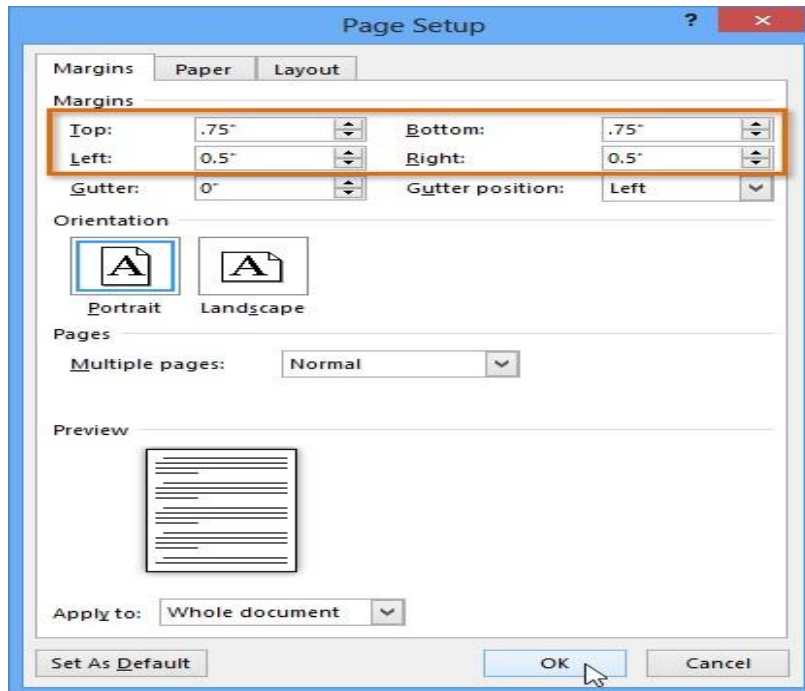 Page Setup ?
Margins Paper Layout
Margins
Top: .75" Bottom: .75"
Left: 0.5" Right: 0.5"
Gutter: 0" Gutter position: Left
Orientation
A A
Portrait Landscape
Pages
Multiple pages: Normal
Preview
Apply to: Whole document
Set As Default OK Cancel